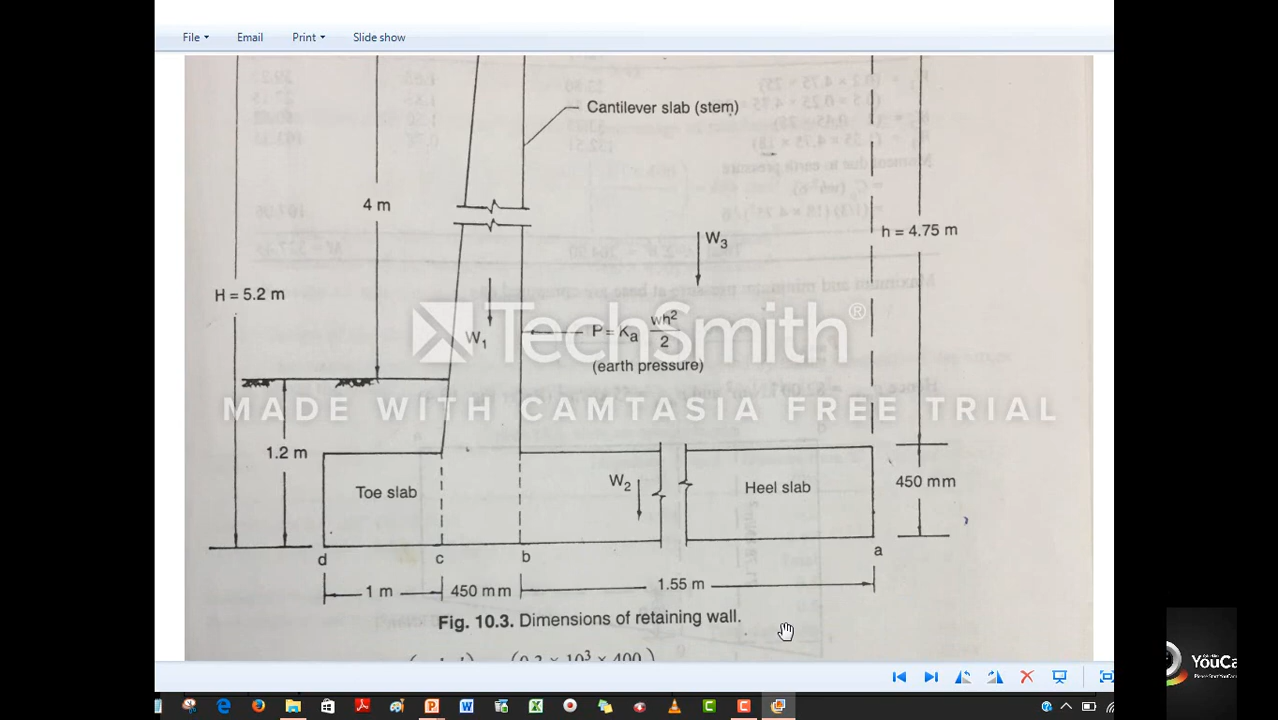 File Email Print Slide show
Cantilever slab (stem)
4 m
W3
h = 4.75 m
H = 5.2 m
TechSmith®
W1
P = Ka wh²/2
(earth pressure)
MADE WITH CAMTASIA FREE TRIAL
1.2 m
Toe slab
W2
Heel slab
450 mm
d c b a
1 m 450 mm 1.55 m
Fig. 10.3. Dimensions of retaining wall.
YouCa